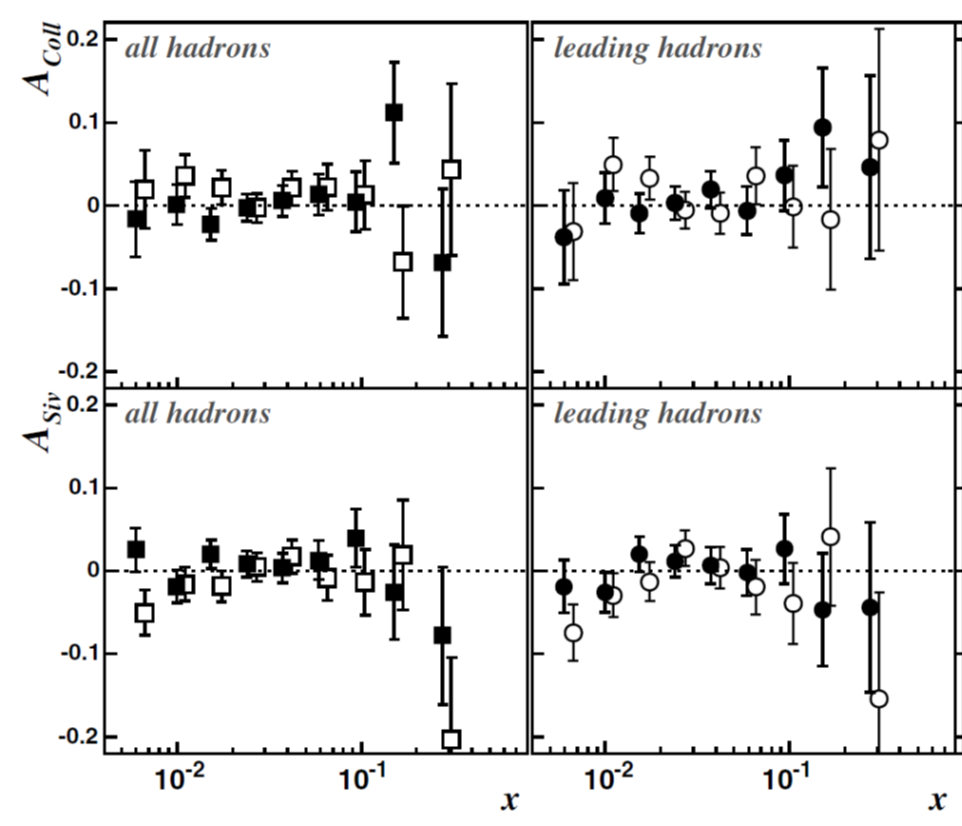 A_Coll
0.2
0.1
0
-0.1
-0.2
all hadrons
leading hadrons
A_Siv
0.2
0.1
0
-0.1
-0.2
all hadrons
leading hadrons
10^-2
10^-1
10^-2
10^-1
x
x